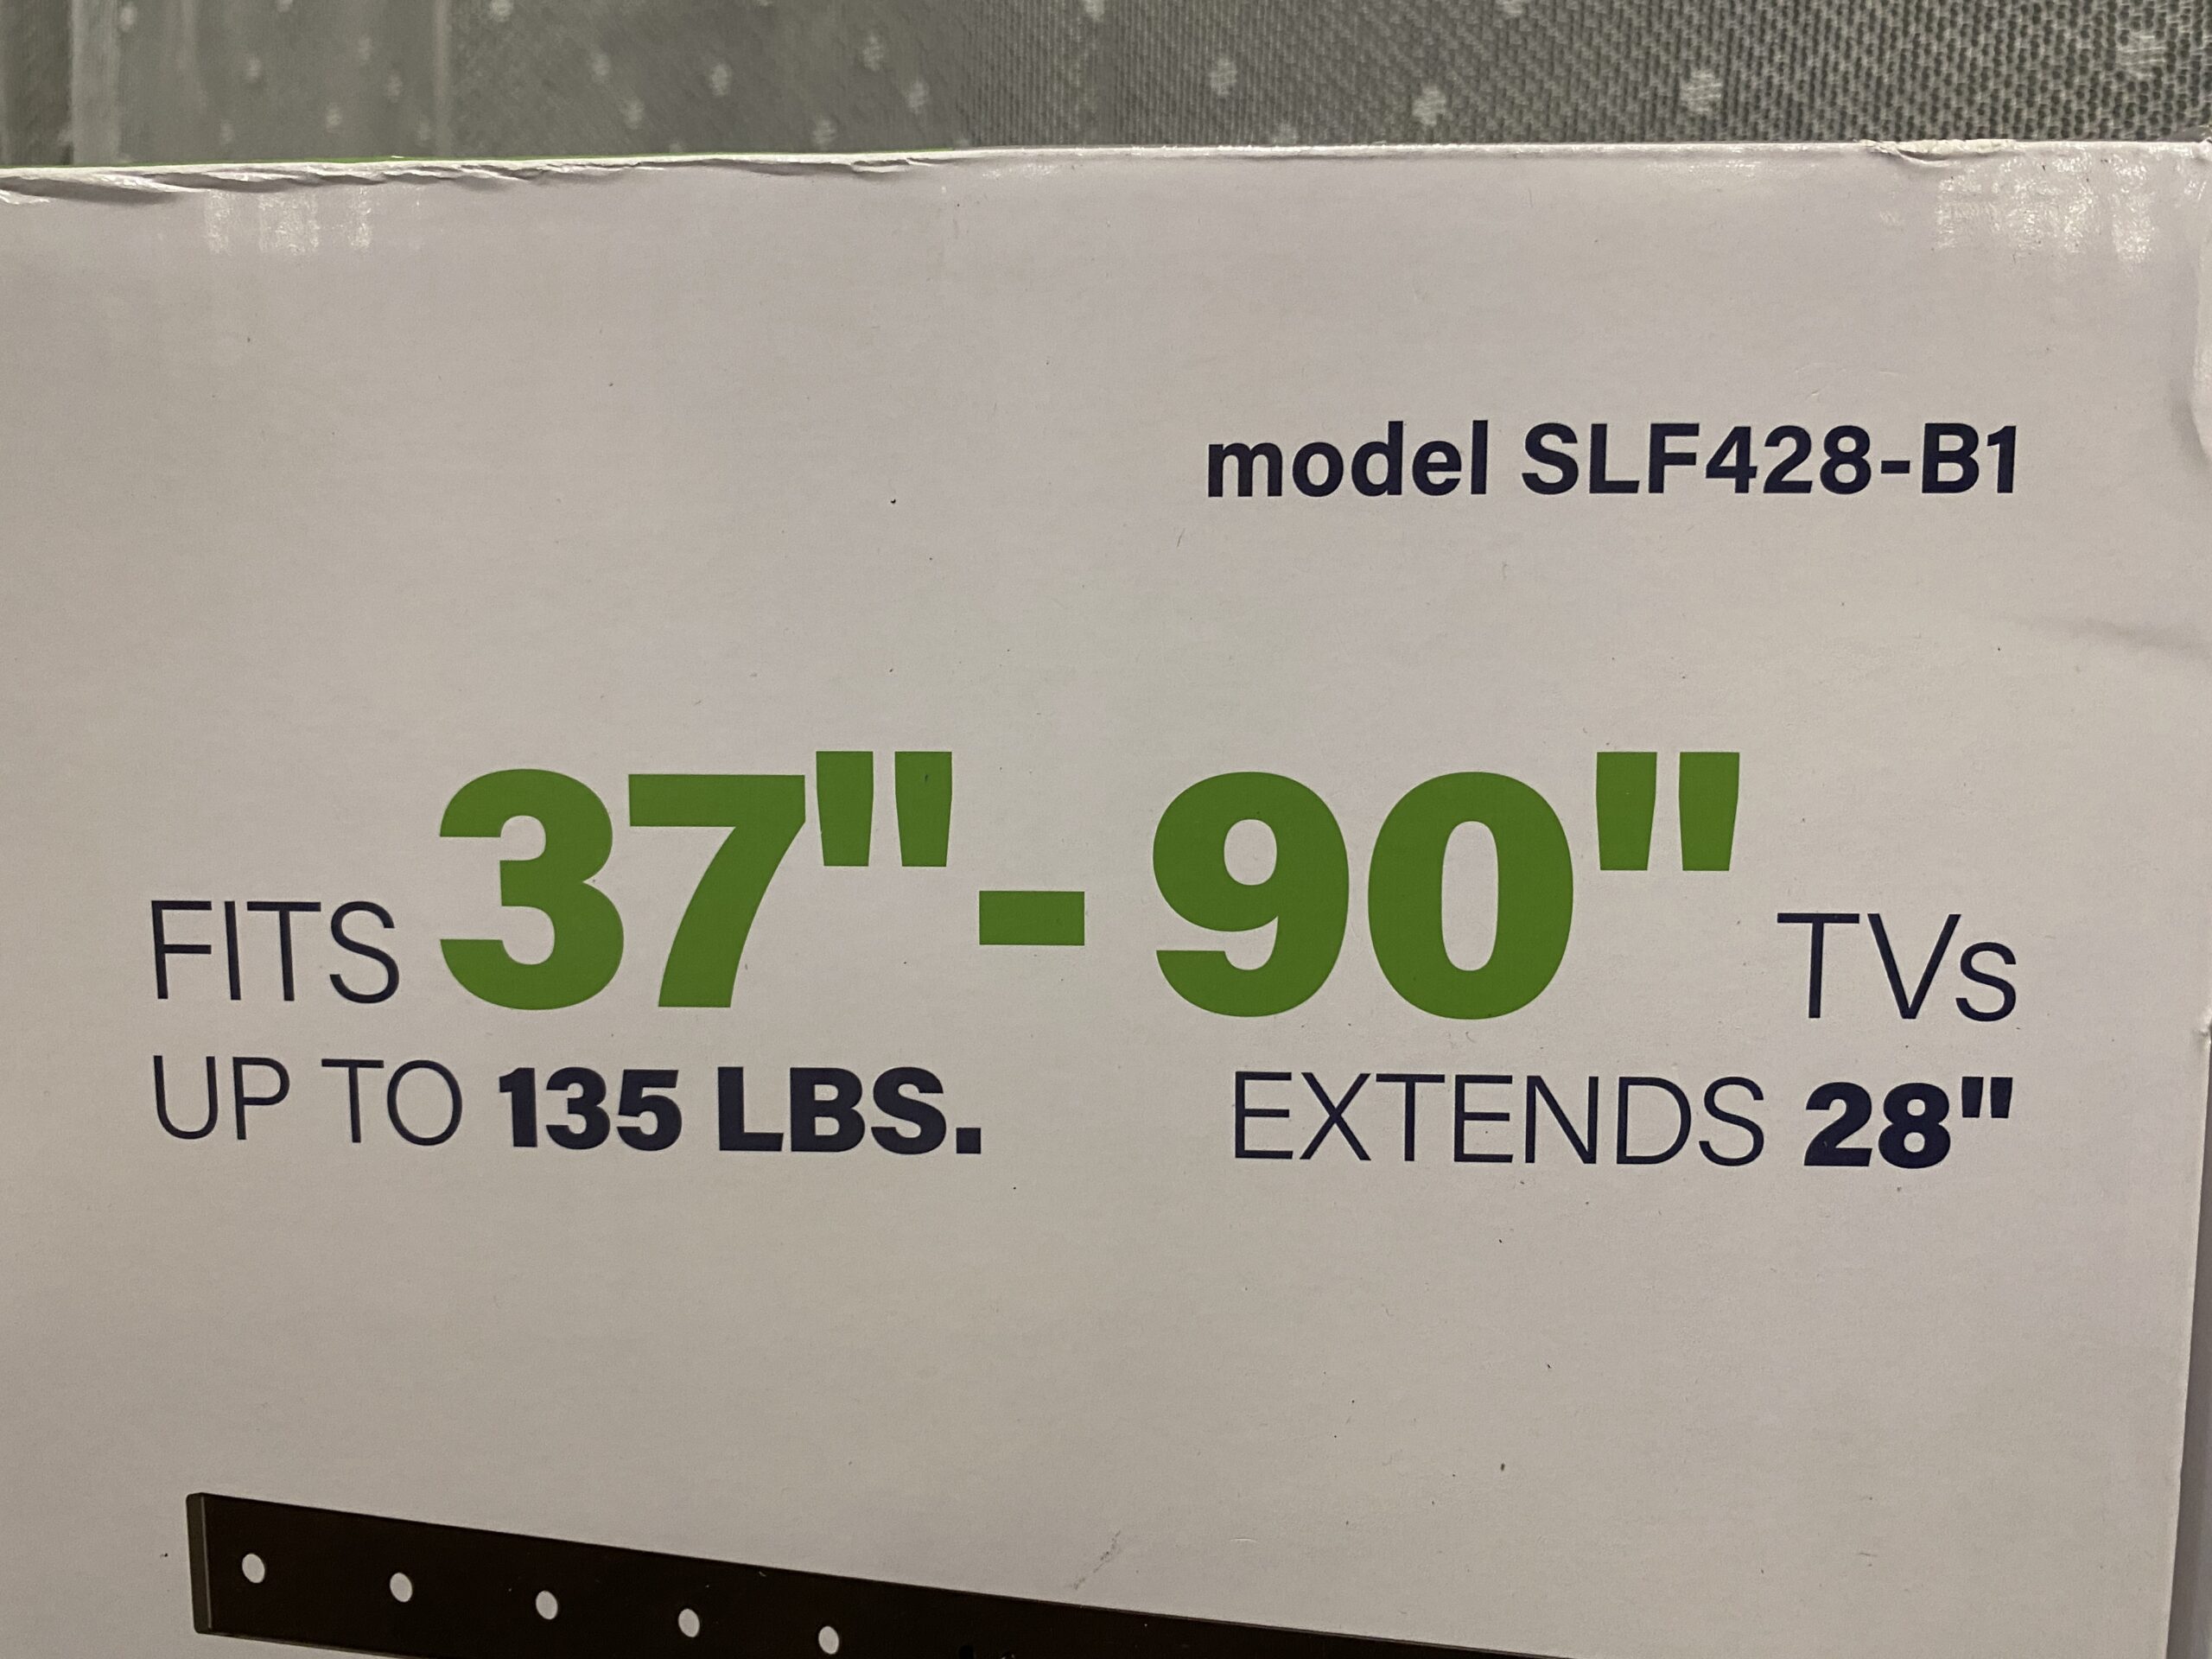 model SLF428-B1
FITS 37"-90" TVs
UP TO 135 LBS. EXTENDS 28"